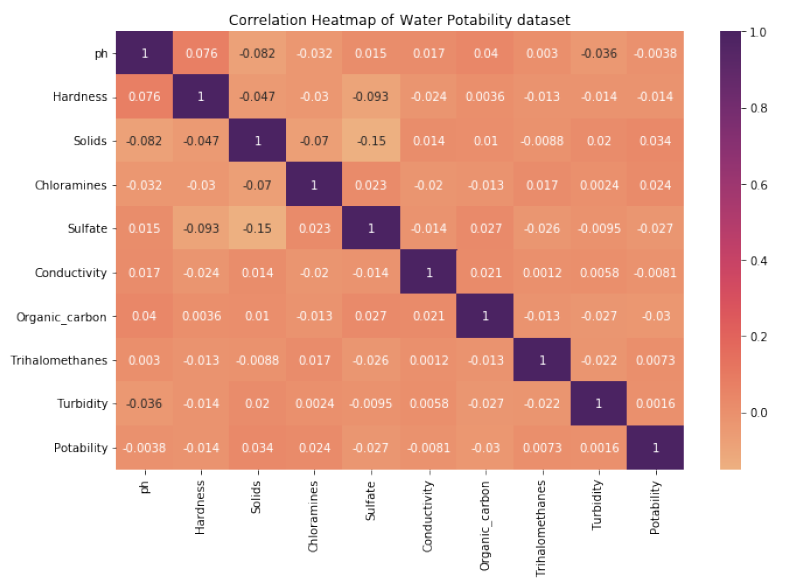 Correlation Heatmap of Water Potability dataset
ph 1 0.076 -0.082 -0.032 0.015 0.017 0.04 0.003 -0.036 -0.0038
Hardness 0.076 1 -0.047 -0.03 -0.093 -0.024 0.0036 -0.013 -0.014 -0.014
Solids -0.082 -0.047 1 -0.07 -0.15 0.014 0.01 -0.0088 0.02 0.034
Chloramines -0.032 -0.03 -0.07 1 0.023 -0.02 -0.013 0.017 0.0024 0.024
Sulfate 0.015 -0.093 -0.15 0.023 1 -0.014 0.027 -0.026 -0.0095 -0.027
Conductivity 0.017 -0.024 0.014 -0.02 -0.014 1 0.021 0.0012 0.0058 -0.0081
Organic_carbon 0.04 0.0036 0.01 -0.013 0.027 0.021 1 -0.013 -0.027 -0.03
Trihalomethanes 0.003 -0.013 -0.0088 0.017 -0.026 0.0012 -0.013 1 -0.022 0.0073
Turbidity -0.036 -0.014 0.02 0.0024 -0.0095 0.0058 -0.027 -0.022 1 0.0016
Potability -0.0038 -0.014 0.034 0.024 -0.027 -0.0081 -0.03 0.0073 0.0016 1
ph
Hardness
Solids
Chloramines
Sulfate
Conductivity
Organic_carbon
Trihalomethanes
Turbidity
Potability
1.0
0.8
0.6
0.4
0.2
0.0